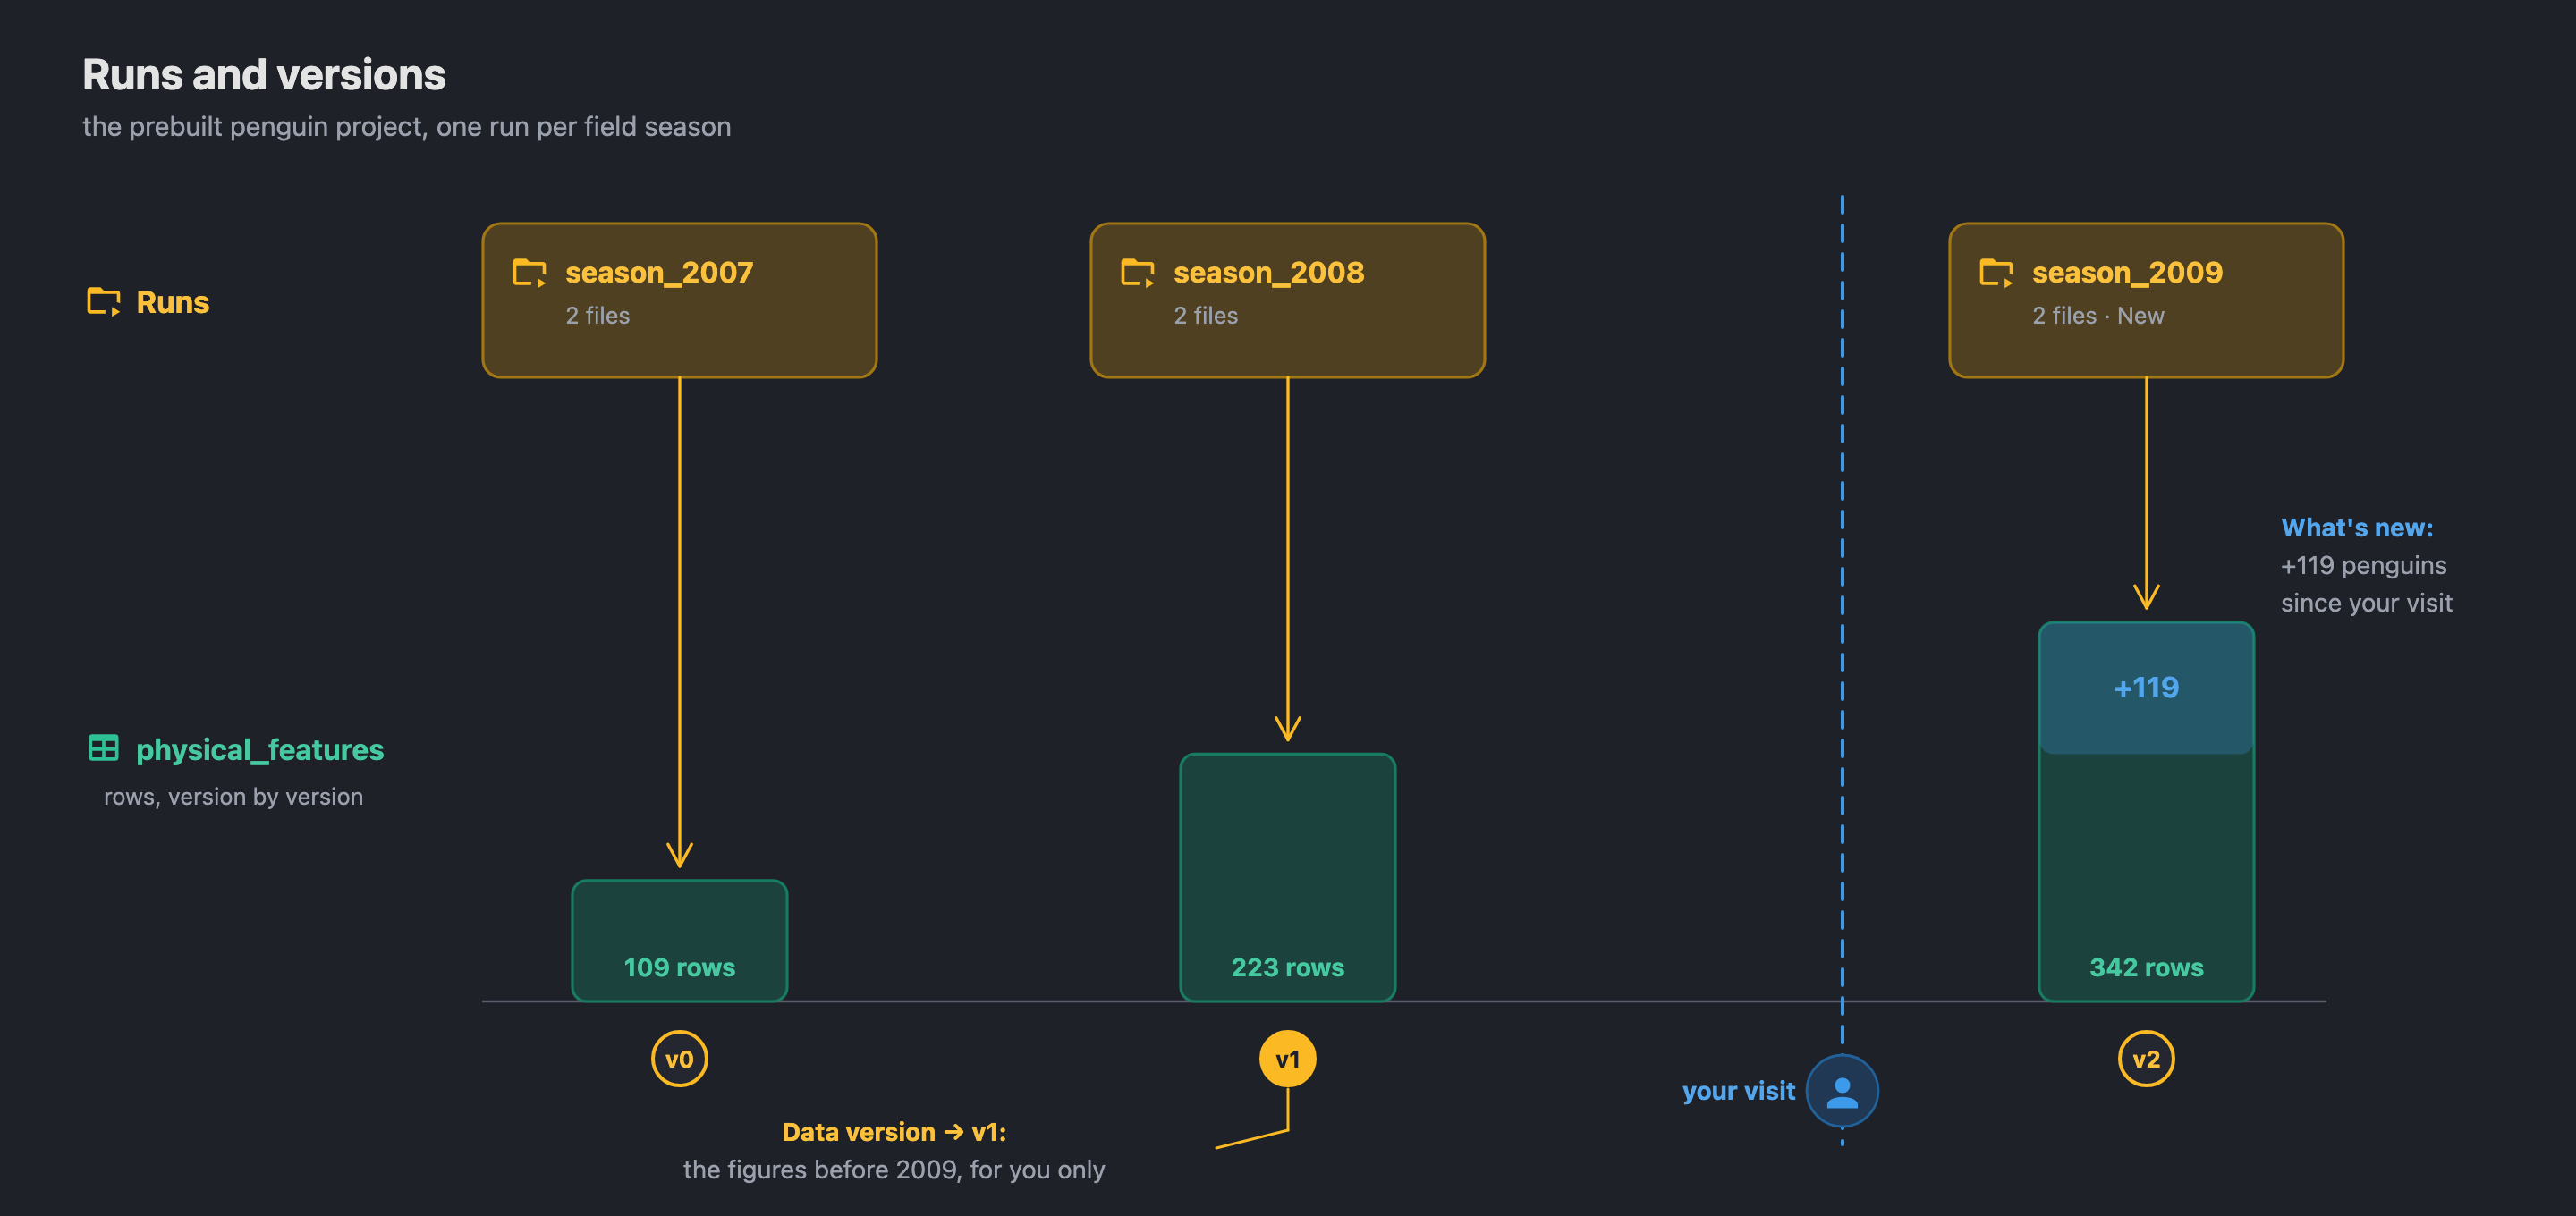 Runs and versions
the prebuilt penguin project, one run per field season
Runs
season_2007
2 files
season_2008
2 files
season_2009
2 files · New
What's new:
+119 penguins
since your visit
+119
physical_features
rows, version by version
109 rows
223 rows
342 rows
v0
v1
v2
your visit
Data version → v1:
the figures before 2009, for you only